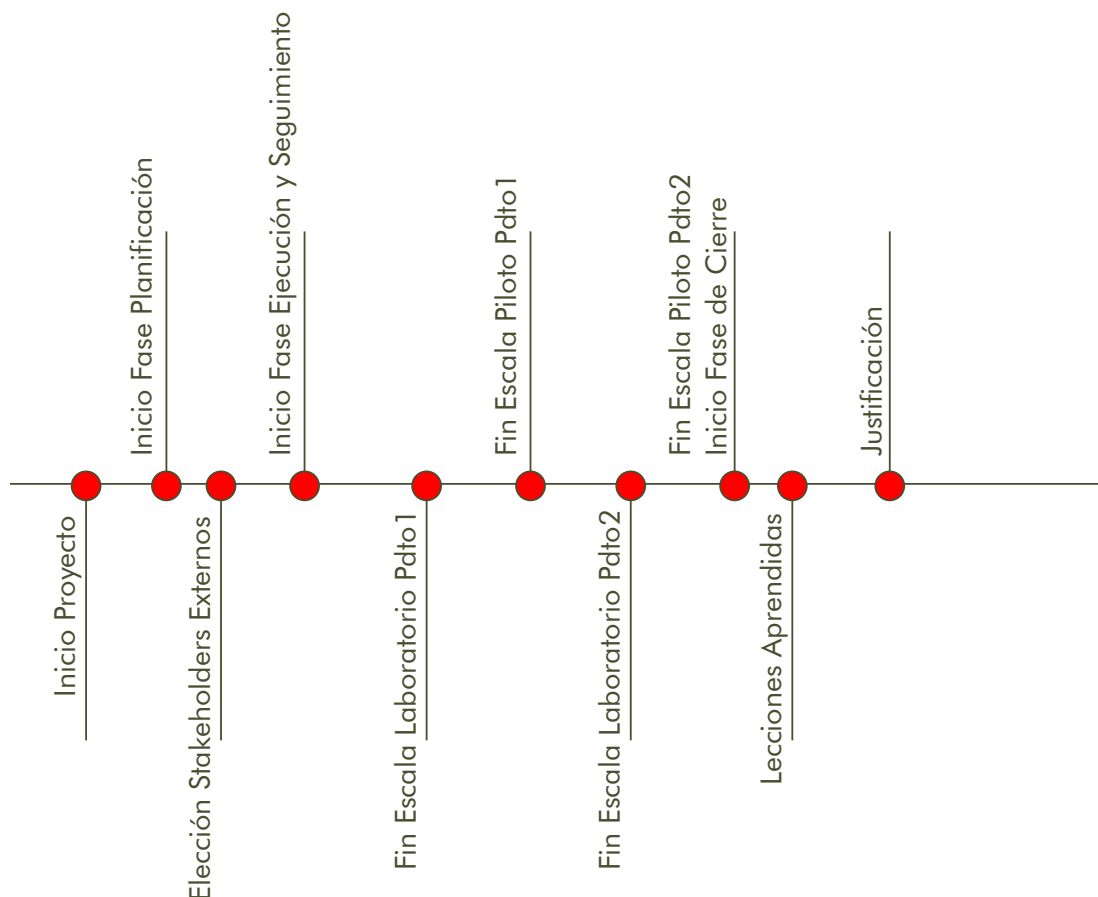 Inicio Proyecto
Inicio Fase Planificación
Elección Stakeholders Externos
Inicio Fase Ejecución y Seguimiento
Fin Escala Laboratorio Pdto1
Fin Escala Piloto Pdto1
Fin Escala Laboratorio Pdto2
Fin Escala Piloto Pdto2
Inicio Fase de Cierre
Lecciones Aprendidas
Justificación